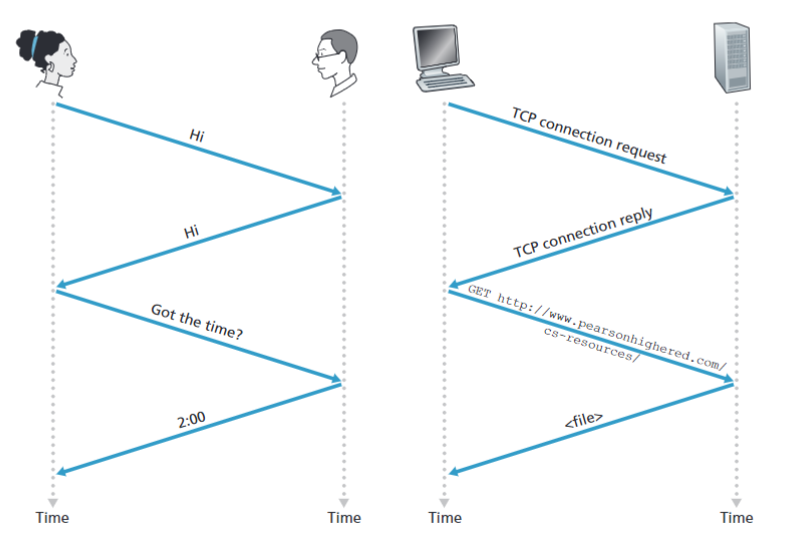 Hi
Hi
Got the time?
2:00
Time
Time
TCP connection request
TCP connection reply
GET http://www.pearsonhighered.com/
cs-resources/
<file>
Time
Time